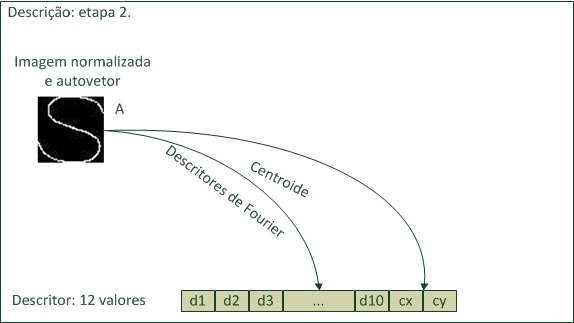 Descrição: etapa 2.
Imagem normalizada
e autovetor
A
Centroide
Descritores de Fourier
Descritor: 12 valores
d1 d2 d3 ... d10 cx cy